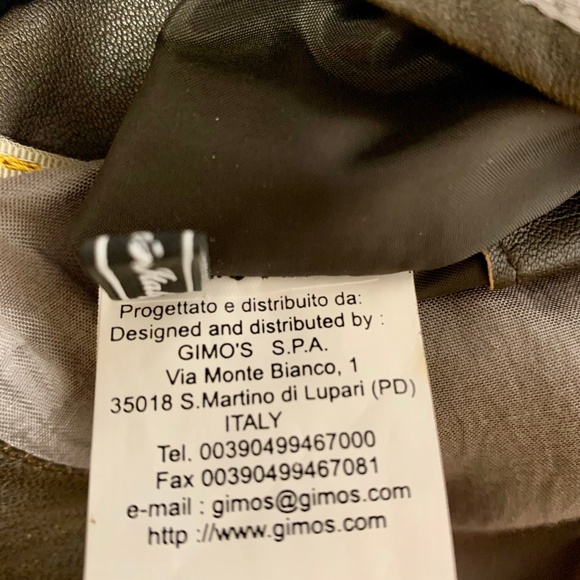 Progettato e distribuito da:
Designed and distributed by :
GIMO'S S.P.A.
Via Monte Bianco, 1
35018 S.Martino di Lupari (PD)
ITALY
Tel. 00390499467000
Fax 00390499467081
e-mail : gimos@gimos.com
http ://www.gimos.com